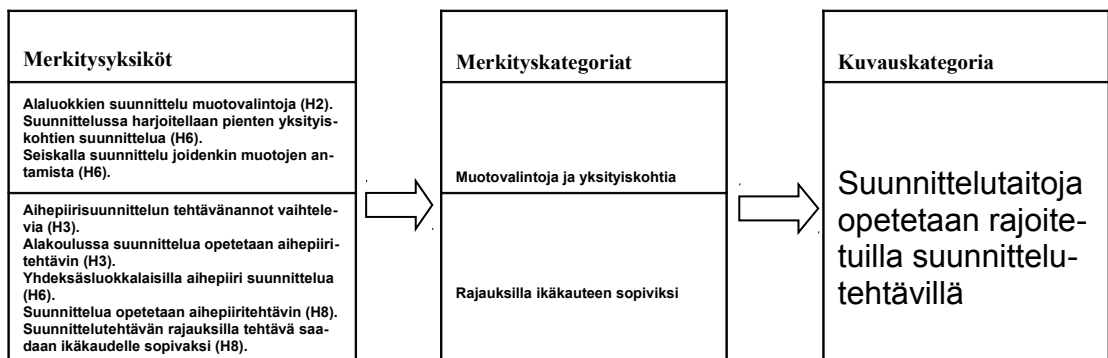 Merkitysyksiköt
Alaluokkien suunnittelu muotovalintoja (H2).
Suunnittelussa harjoitellaan pienten yksityis-
kohtien suunnittelua (H6).
Seiskalla suunnittelu joidenkin muotojen an-
tamista (H6).
Aihepiirisuunnittelun tehtävänannot vaihtele-
via (H3).
Alakoulussa suunnittelua opetetaan aihepiiri-
tehtävin (H3).
Yhdeksäsluokkalaisilla aihepiiri suunnittelua
(H6).
Suunnittelua opetetaan aihepiiritehtävin (H8).
Suunnittelutehtävän rajauksilla tehtävä saa-
daan ikäkaudelle sopivaksi (H8).
Merkityskategoriat
Muotovalintoja ja yksityiskohtia
Rajauksilla ikäkauteen sopiviksi
Kuvauskategoria
Suunnittelutaitoja
opetetaan rajoite-
tuilla suunnittelu-
tehtävillä